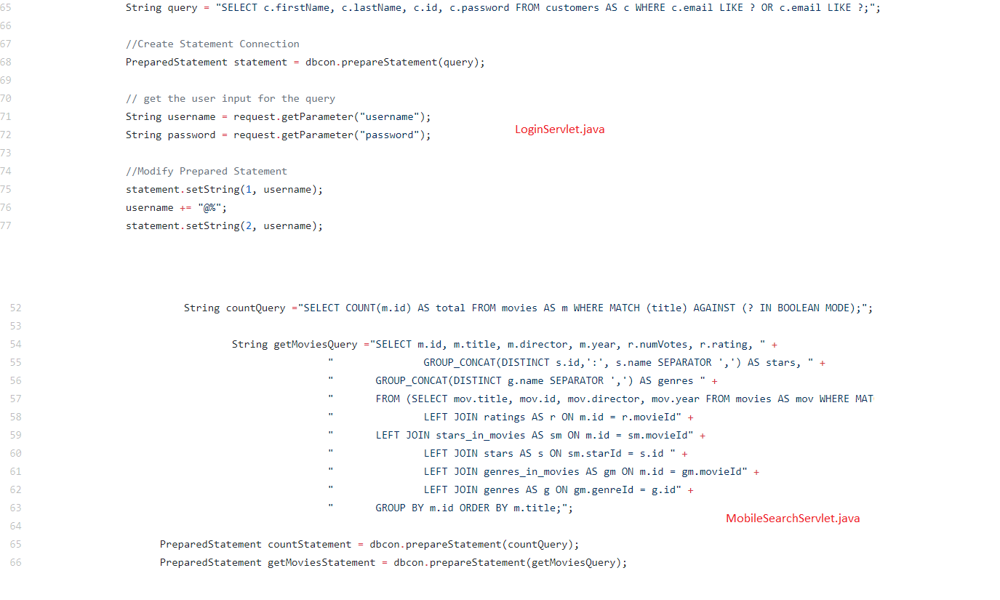 65 String query = "SELECT c.firstName, c.lastName, c.id, c.password FROM customers AS c WHERE c.email LIKE ? OR c.email LIKE ?;";
66
67 //Create Statement Connection
68 PreparedStatement statement = dbcon.prepareStatement(query);
69
70 // get the user input for the query
71 String username = request.getParameter("username");
72 String password = request.getParameter("password");
LoginServlet.java
73
74 //Modify Prepared Statement
75 statement.setString(1, username);
76 username += "@%";
77 statement.setString(2, username);
52 String countQuery ="SELECT COUNT(m.id) AS total FROM movies AS m WHERE MATCH (title) AGAINST (? IN BOOLEAN MODE);";
53
54 String getMoviesQuery ="SELECT m.id, m.title, m.director, m.year, r.numVotes, r.rating, " +
55 " GROUP_CONCAT(DISTINCT s.id,':', s.name SEPARATOR ',') AS stars, " +
56 " GROUP_CONCAT(DISTINCT g.name SEPARATOR ',') AS genres " +
57 " FROM (SELECT mov.title, mov.id, mov.director, mov.year FROM movies AS mov WHERE MAT
58 " LEFT JOIN ratings AS r ON m.id = r.movieId" +
59 " LEFT JOIN stars_in_movies AS sm ON m.id = sm.movieId" +
60 " LEFT JOIN stars AS s ON sm.starId = s.id " +
61 " LEFT JOIN genres_in_movies AS gm ON m.id = gm.movieId" +
62 " LEFT JOIN genres AS g ON gm.genreId = g.id" +
63 " GROUP BY m.id ORDER BY m.title;";
MobileSearchServlet.java
64
65 PreparedStatement countStatement = dbcon.prepareStatement(countQuery);
66 PreparedStatement getMoviesStatement = dbcon.prepareStatement(getMoviesQuery);